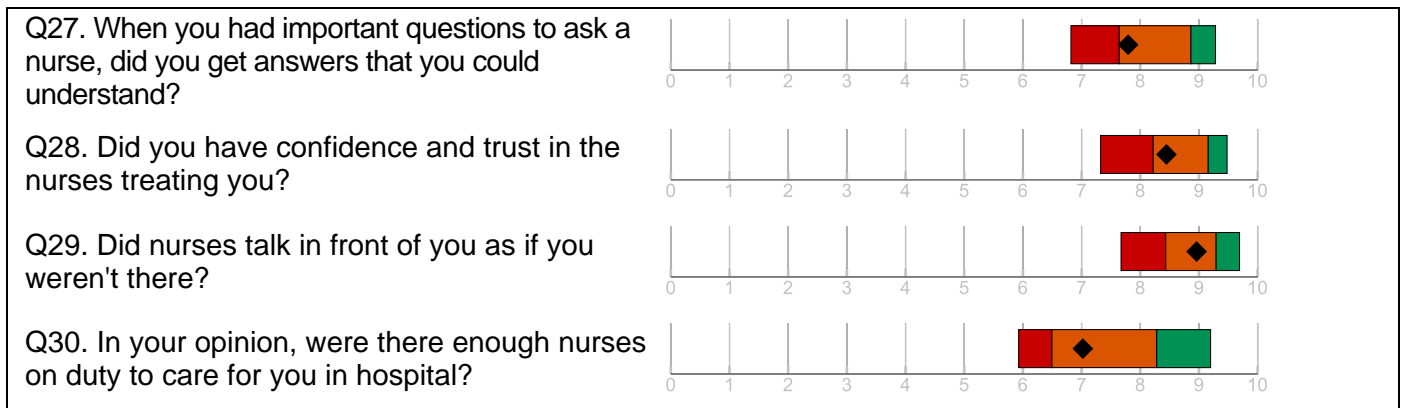 Q27. When you had important questions to ask a
nurse, did you get answers that you could
understand?
0 1 2 3 4 5 6 7 8 9 10
Q28. Did you have confidence and trust in the
nurses treating you?
0 1 2 3 4 5 6 7 8 9 10
Q29. Did nurses talk in front of you as if you
weren't there?
0 1 2 3 4 5 6 7 8 9 10
Q30. In your opinion, were there enough nurses
on duty to care for you in hospital?
0 1 2 3 4 5 6 7 8 9 10